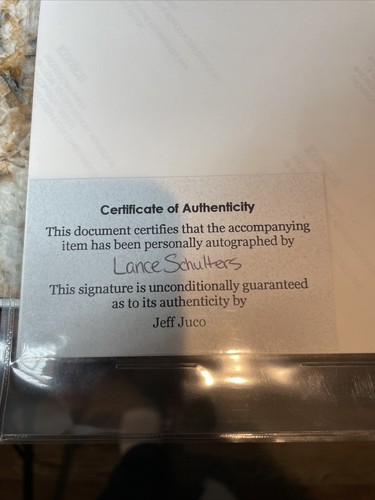 Certificate of Authenticity
This document certifies that the accompanying
item has been personally autographed by
Lance Schulters
This signature is unconditionally guaranteed
as to its authenticity by
Jeff Juco